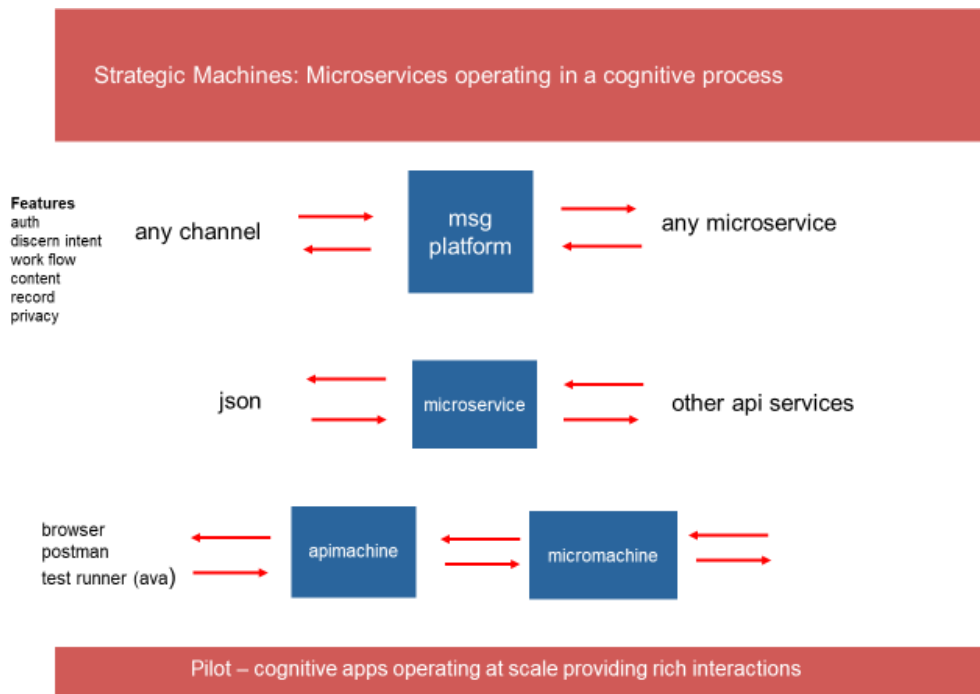 Strategic Machines: Microservices operating in a cognitive process
Features
auth
discern intent
work flow
content
record
privacy
any channel
msg
platform
any microservice
json
microservice
other api services
browser
postman
test runner (ava)
apimachine
micromachine
Pilot – cognitive apps operating at scale providing rich interactions